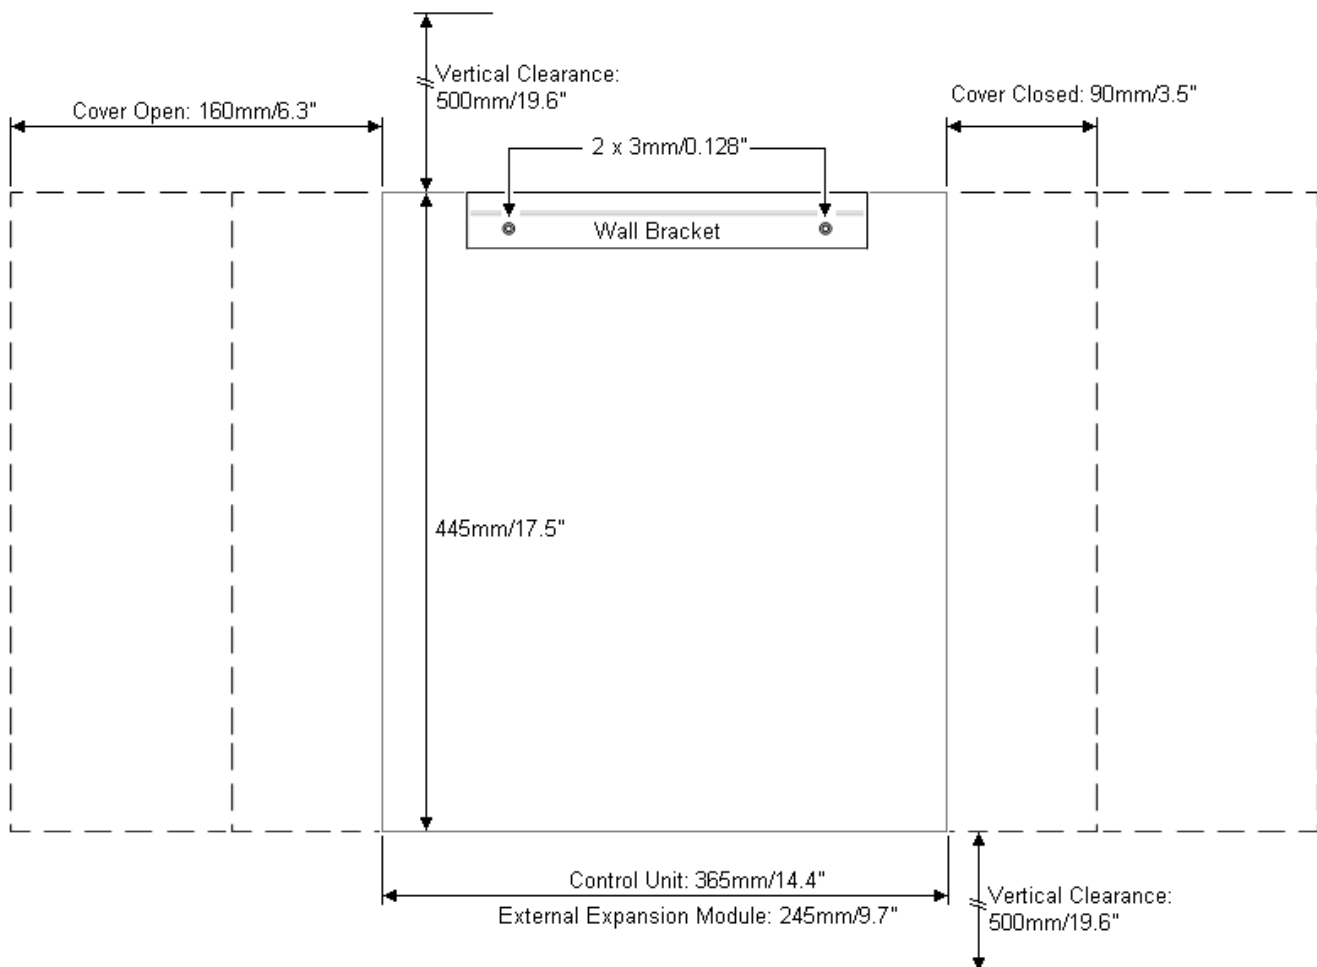 Vertical Clearance:
500mm/19.6"
Cover Open: 160mm/6.3"
Cover Closed: 90mm/3.5"
2 x 3mm/0.128"
Wall Bracket
445mm/17.5"
Control Unit: 365mm/14.4"
External Expansion Module: 245mm/9.7"
Vertical Clearance:
500mm/19.6"